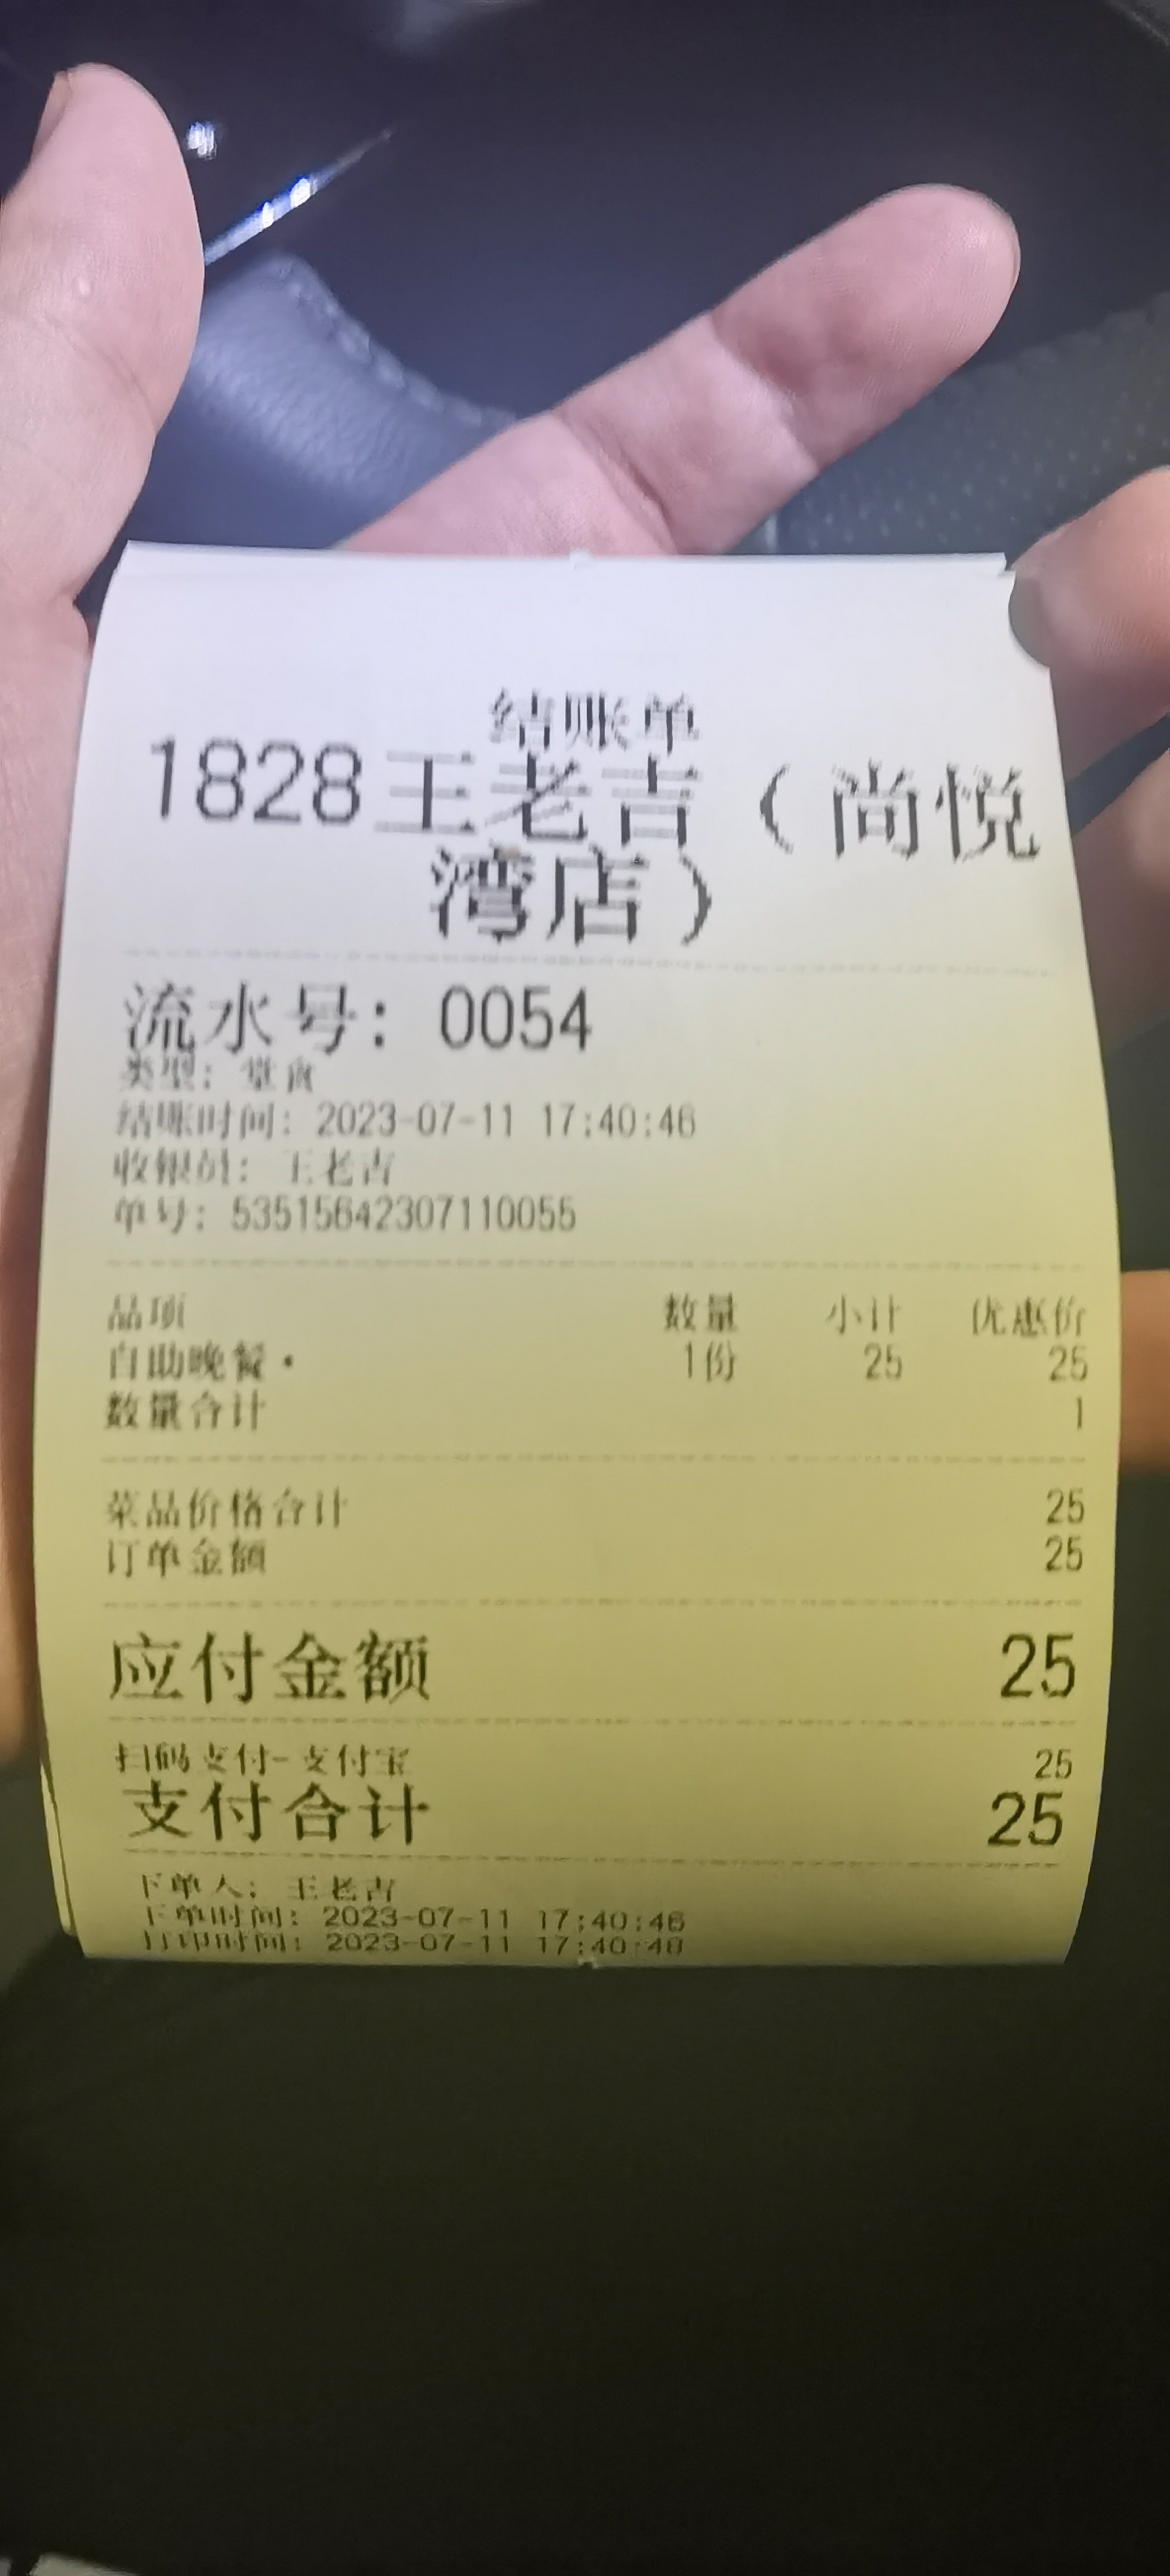 结账单
1828王老吉（尚悦
湾店）
流水号：0054
类型：堂食
结账时间：2023-07-11 17:40:46
收银员：王老吉
单号：53515642307110055
品项 数量 小计 优惠价
自助晚餐· 1份 25 25
数量合计 1
菜品价格合计 25
订单金额 25
应付金额 25
扫码支付-支付宝 25
支付合计 25
下单人：王老吉
下单时间：2023-07-11 17:40:46
打印时间：2023-07-11 17:40:48